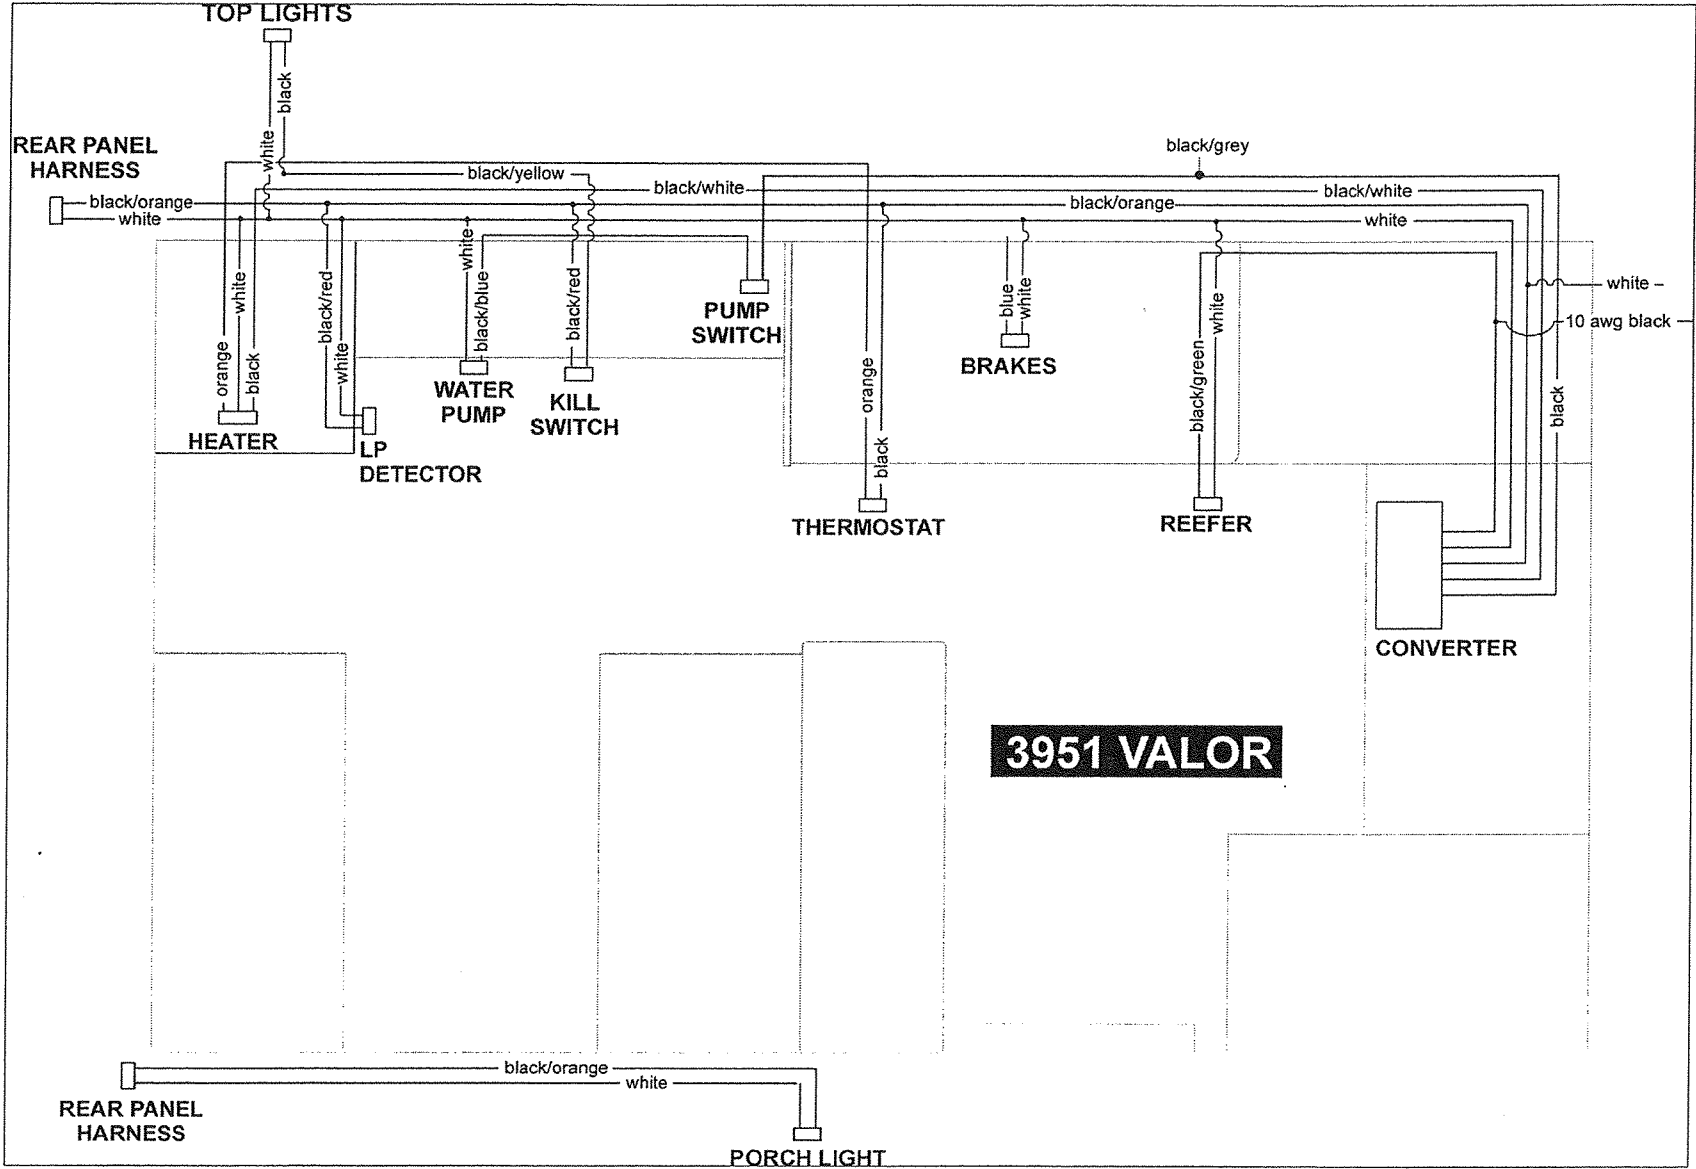 TOP LIGHTS
black
white
REAR PANEL
HARNESS
black/grey
black/yellow
black/white
black/white
black/orange
black/orange
white
white
white
black/red
white
black/blue
black/red
blue
white
white
white
10 awg black
PUMP
SWITCH
BRAKES
orange
black
white
WATER
PUMP
KILL
SWITCH
orange
black/green
black
HEATER
LP
DETECTOR
black
THERMOSTAT
REEFER
CONVERTER
3951 VALOR
black/orange
white
REAR PANEL
HARNESS
PORCH LIGHT